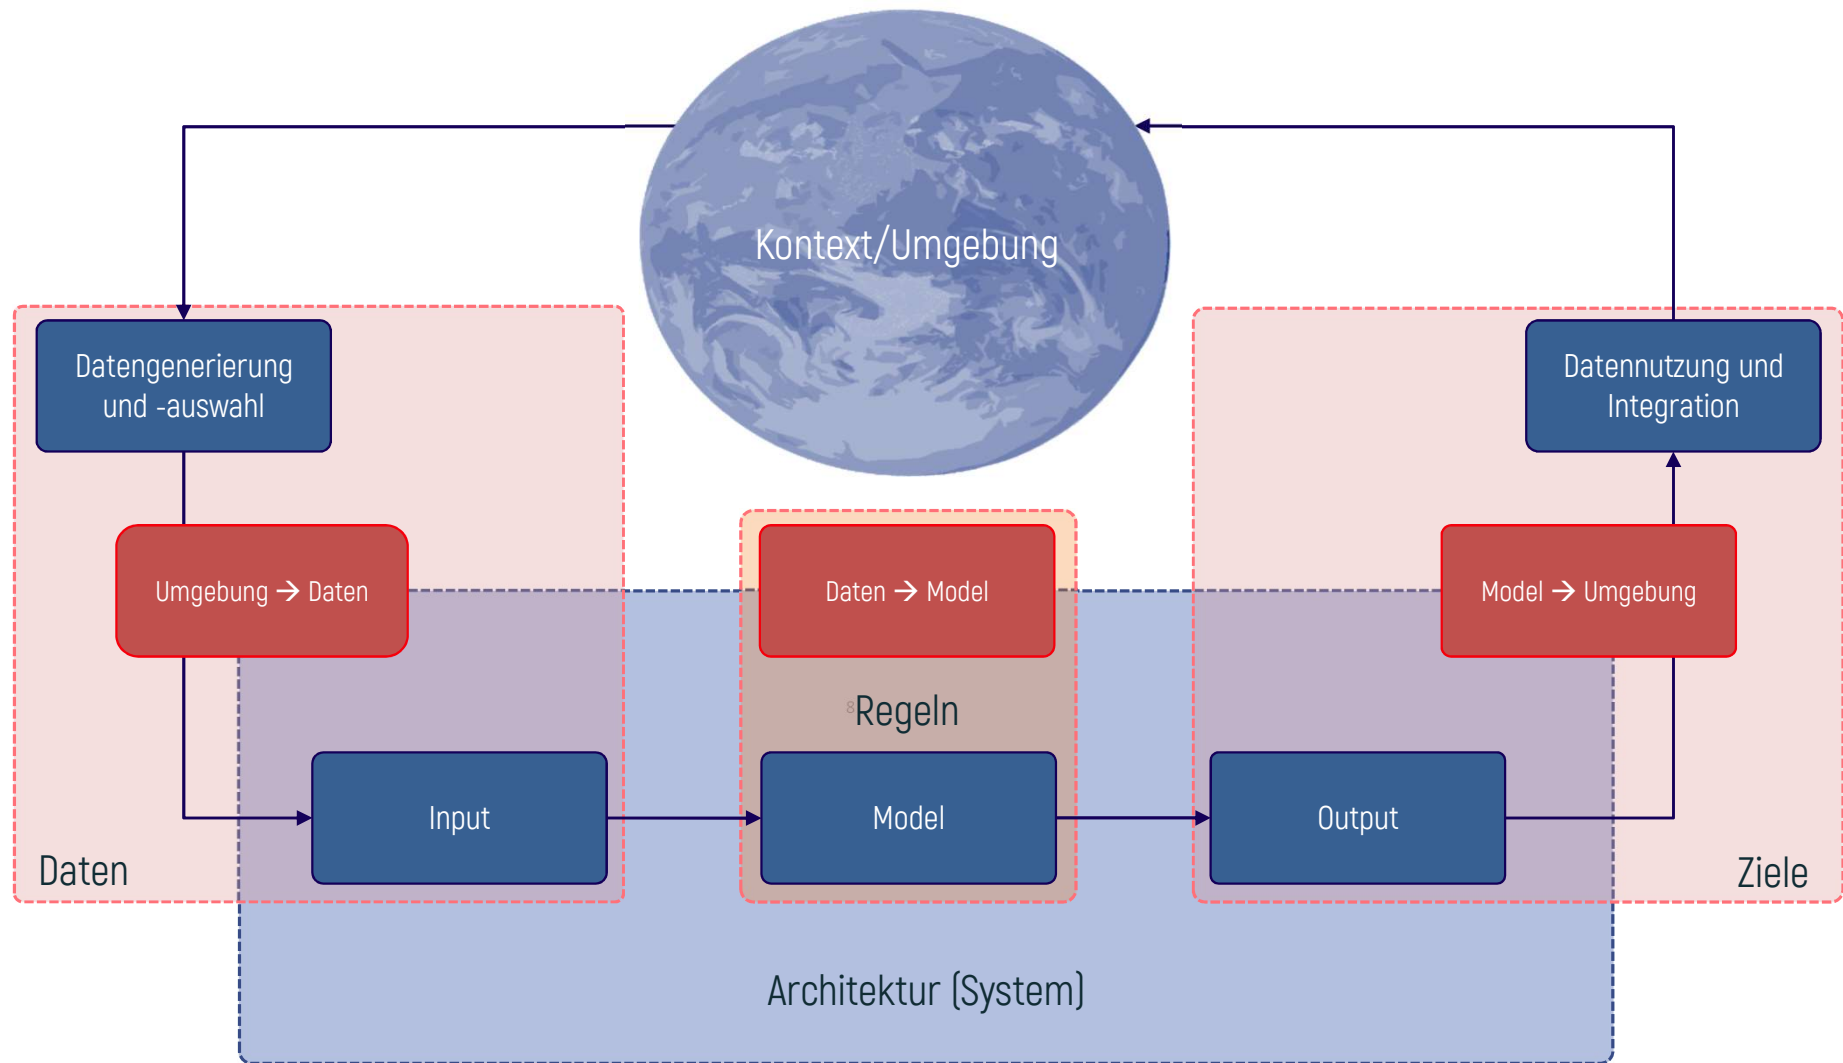 Kontext/Umgebung
Datengenerierung
und -auswahl
Datennutzung und
Integration
Umgebung → Daten
Daten → Model
Model → Umgebung
8
Regeln
Input
Model
Output
Daten
Ziele
Architektur (System)